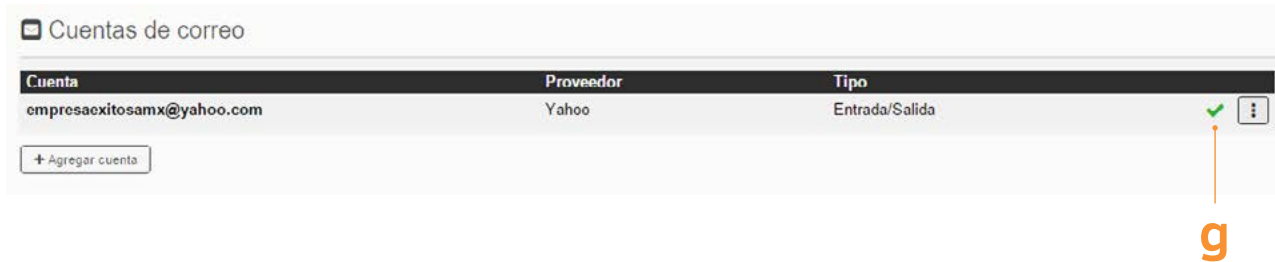 Cuentas de correo
Cuenta Proveedor Tipo
empresaexitosamx@yahoo.com Yahoo Entrada/Salida
+ Agregar cuenta
g